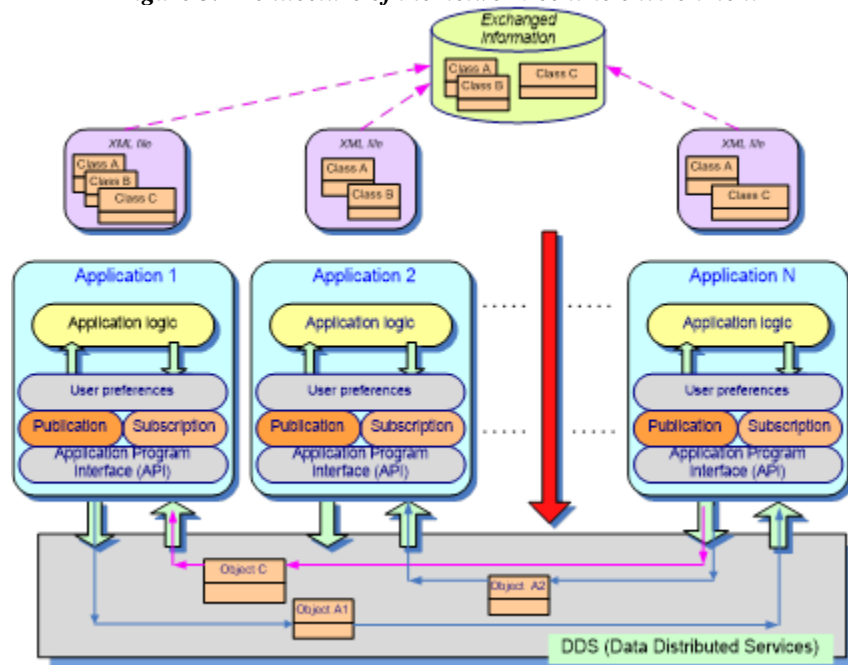 Exchanged
Information
Class A
Class B
Class C
XML file
Class A
Class B
Class C
XML file
Class A
Class B
XML file
Class A
Class C
Application 1
Application logic
User preferences
Publication
Subscription
Application Program
Interface (API)
Application 2
Application logic
User preferences
Publication
Subscription
Application Program
Interface (API)
Application N
Application logic
User preferences
Publication
Subscription
Application Program
Interface (API)
Object C
Object A2
Object A1
DDS (Data Distributed Services)